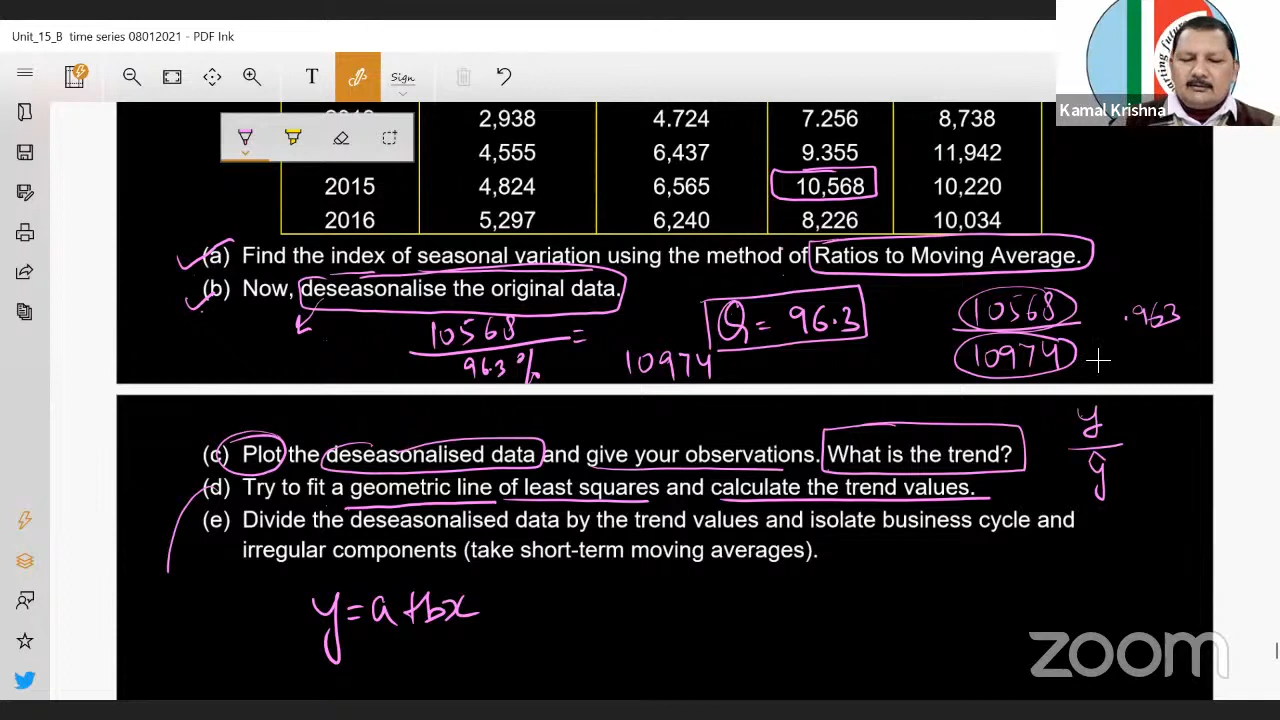 Unit_15_B time series 08012021 - PDF Ink
T
Sign
Kamal Krishna
2,938 4.724 7.256 8,738
4,555 6,437 9.355 11,942
2015 4,824 6,565 10,568 10,220
2016 5,297 6,240 8,226 10,034
(a) Find the index of seasonal variation using the method of Ratios to Moving Average.
(b) Now, deseasonalise the original data.
10568
96.3 %
=
10974
Q = 96.3
10568
10974
.963
(c) Plot the deseasonalised data and give your observations. What is the trend?
y
ŷ
(d) Try to fit a geometric line of least squares and calculate the trend values.
(e) Divide the deseasonalised data by the trend values and isolate business cycle and
irregular components (take short-term moving averages).
y = a + bx
zoom